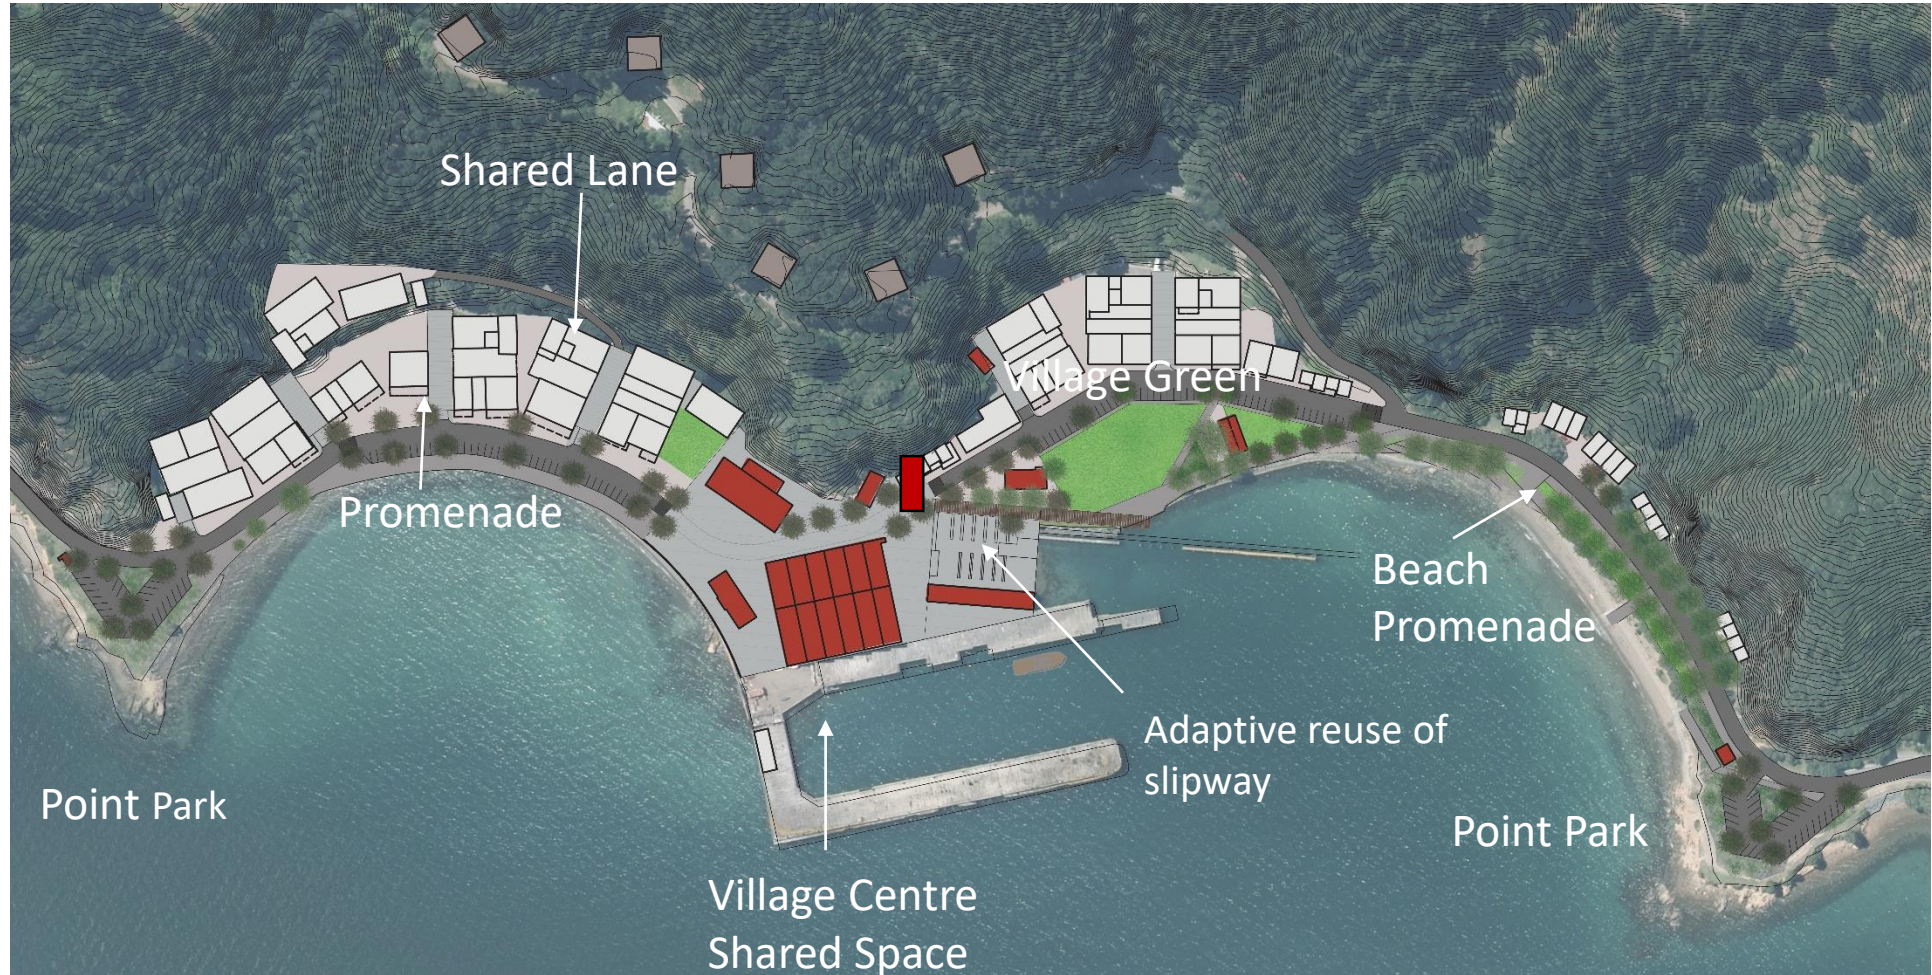 Shared Lane
Village Green
Promenade
Beach
Promenade
Adaptive reuse of
slipway
Point Park
Point Park
Village Centre
Shared Space